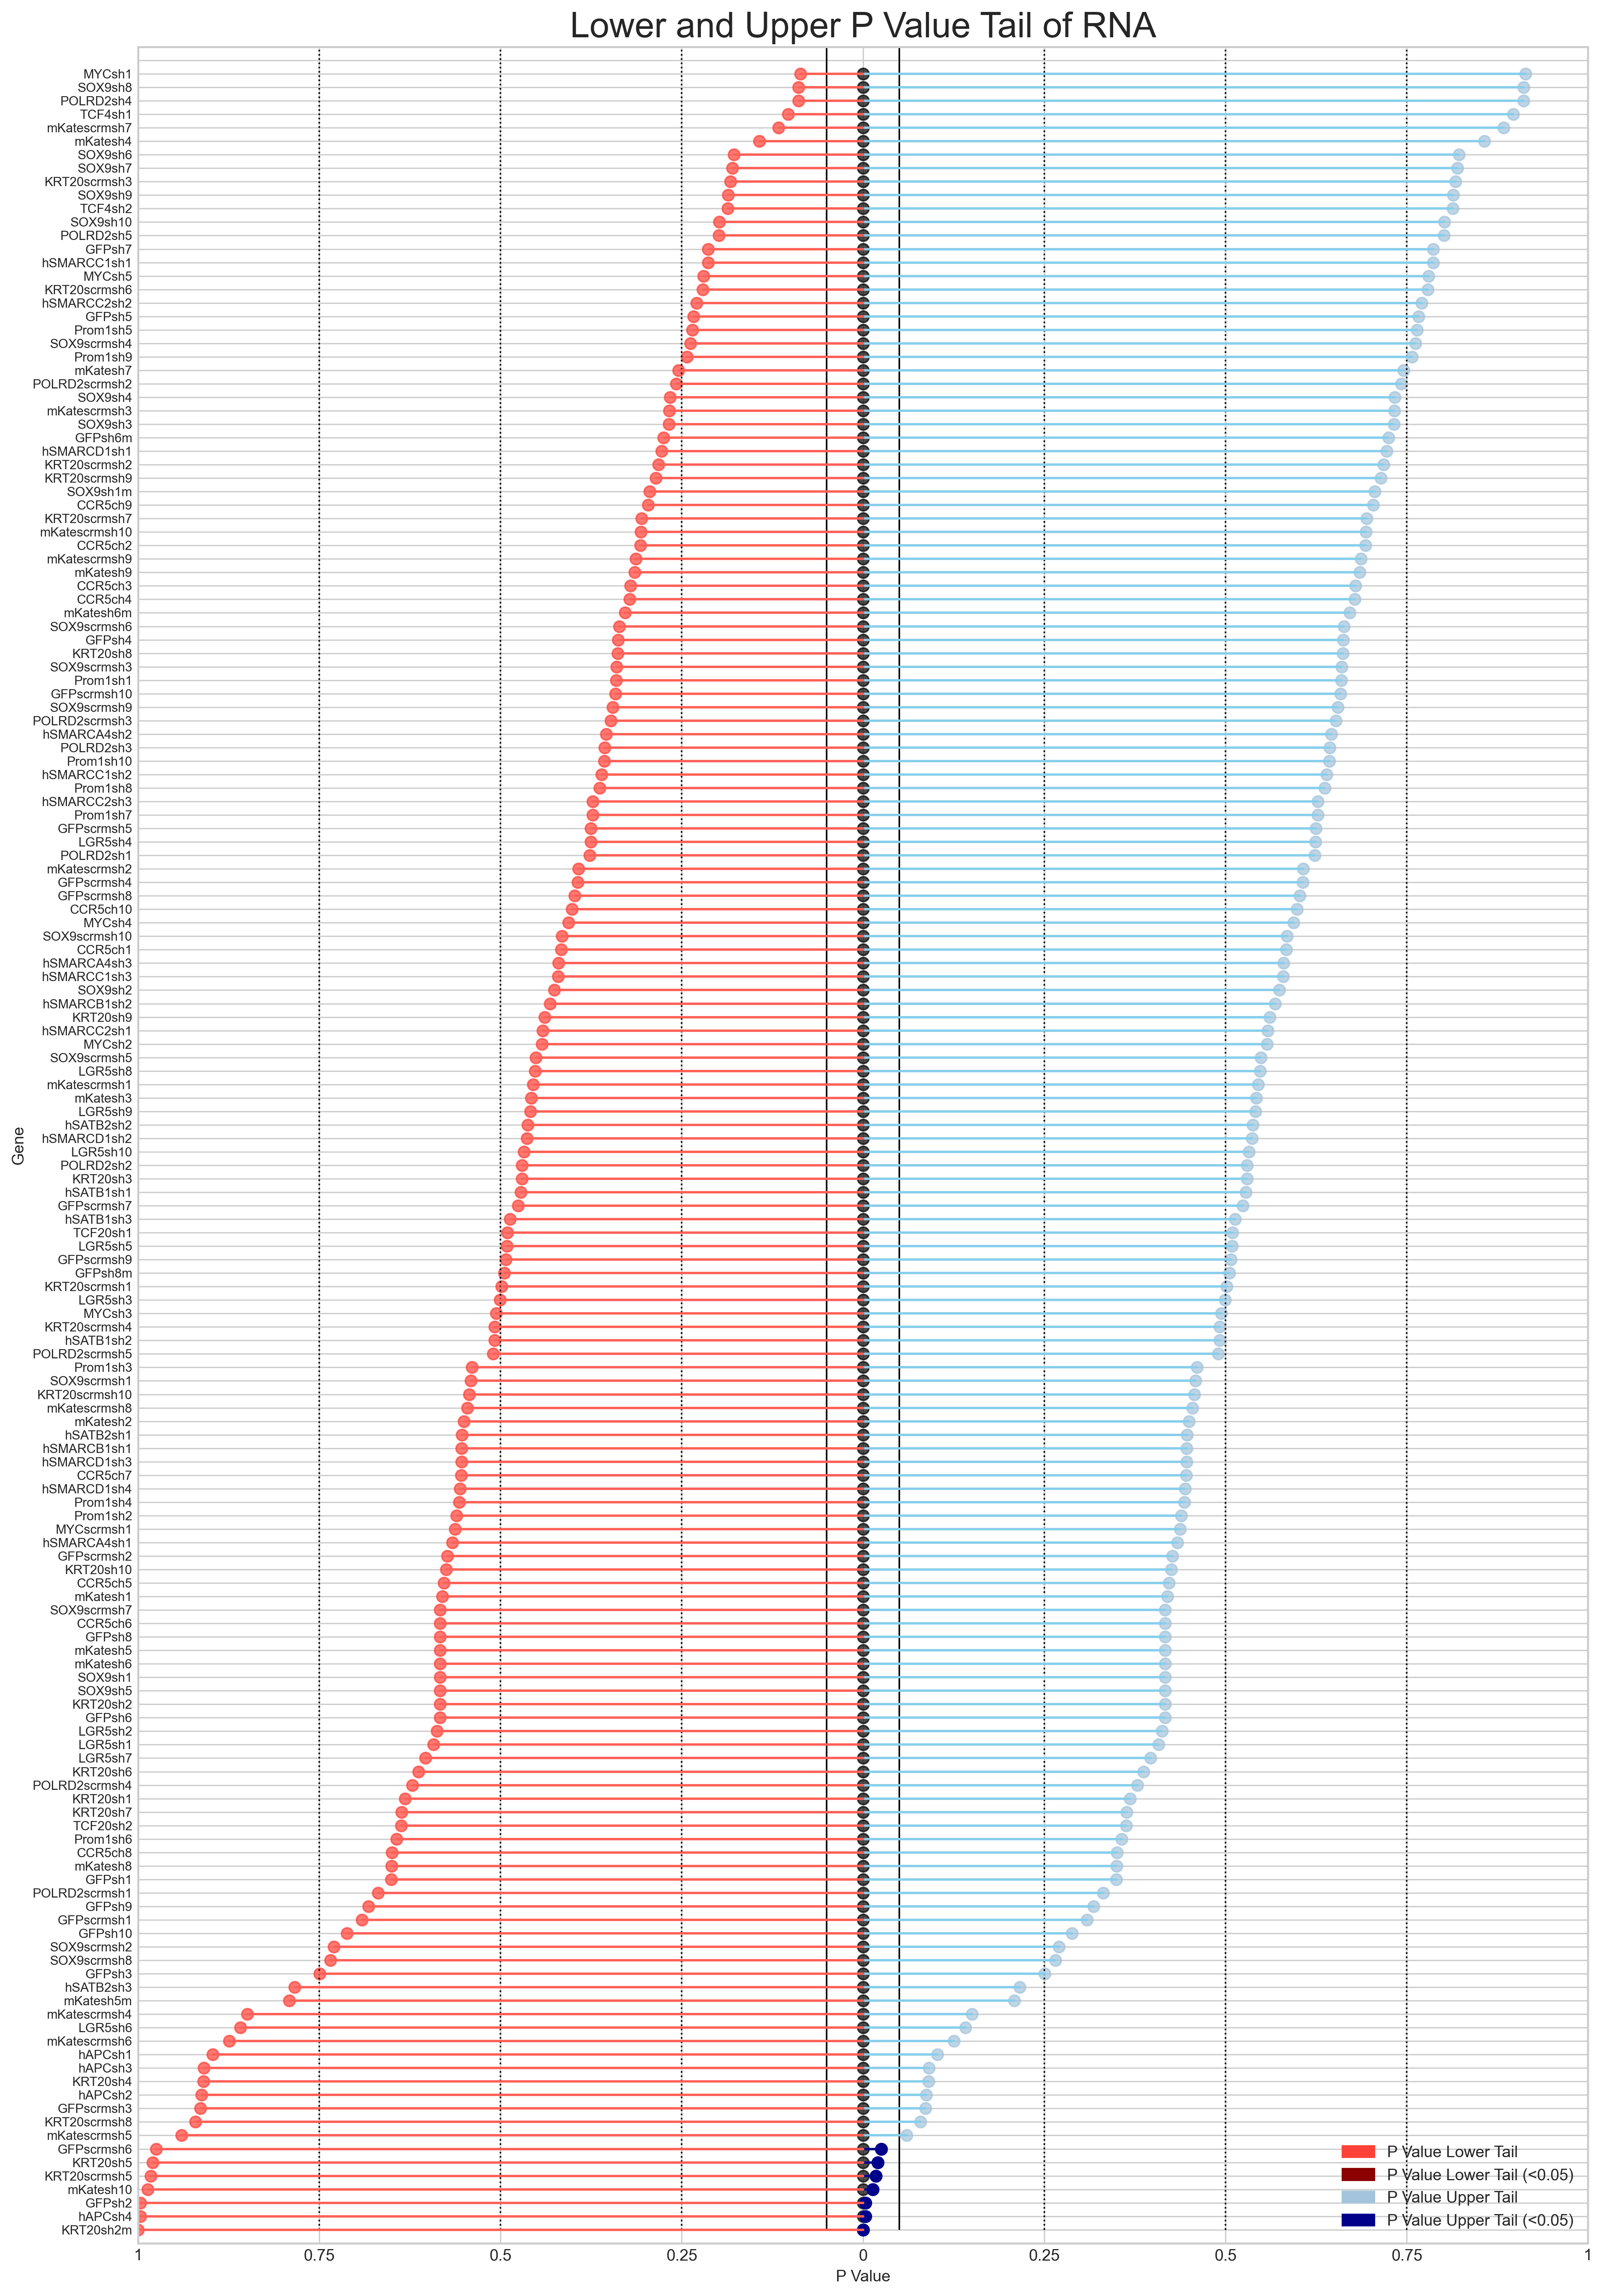 Lower and Upper P Value Tail of RNA
MYCsh1
SOX9sh8
POLRD2sh4
TCF4sh1
mKatescrmsh7
mKatesh4
SOX9sh6
SOX9sh7
KRT20scrmsh3
SOX9sh9
TCF4sh2
SOX9sh10
POLRD2sh5
GFPsh7
hSMARCC1sh1
MYCsh5
KRT20scrmsh6
hSMARCC2sh2
GFPsh5
Prom1sh5
SOX9scrmsh4
Prom1sh9
mKatesh7
POLRD2scrmsh2
SOX9sh4
mKatescrmsh3
SOX9sh3
GFPsh6m
hSMARCD1sh1
KRT20scrmsh2
KRT20scrmsh9
SOX9sh1m
CCR5ch9
KRT20scrmsh7
mKatescrmsh10
CCR5ch2
mKatescrmsh9
mKatesh9
CCR5ch3
CCR5ch4
mKatesh6m
SOX9scrmsh6
GFPsh4
KRT20sh8
SOX9scrmsh3
Prom1sh1
GFPscrmsh10
SOX9scrmsh9
POLRD2scrmsh3
hSMARCA4sh2
POLRD2sh3
Prom1sh10
hSMARCC1sh2
Prom1sh8
hSMARCC2sh3
Prom1sh7
GFPscrmsh5
LGR5sh4
POLRD2sh1
mKatescrmsh2
GFPscrmsh4
GFPscrmsh8
CCR5ch10
MYCsh4
SOX9scrmsh10
CCR5ch1
hSMARCA4sh3
hSMARCC1sh3
SOX9sh2
hSMARCB1sh2
KRT20sh9
hSMARCC2sh1
MYCsh2
SOX9scrmsh5
LGR5sh8
mKatescrmsh1
mKatesh3
LGR5sh9
hSATB2sh2
hSMARCD1sh2
LGR5sh10
POLRD2sh2
KRT20sh3
hSATB1sh1
GFPscrmsh7
hSATB1sh3
TCF20sh1
LGR5sh5
GFPscrmsh9
GFPsh8m
KRT20scrmsh1
LGR5sh3
MYCsh3
KRT20scrmsh4
hSATB1sh2
POLRD2scrmsh5
Prom1sh3
SOX9scrmsh1
KRT20scrmsh10
mKatescrmsh8
mKatesh2
hSATB2sh1
hSMARCB1sh1
hSMARCD1sh3
CCR5ch7
hSMARCD1sh4
Prom1sh4
Prom1sh2
MYCscrmsh1
hSMARCA4sh1
GFPscrmsh2
KRT20sh10
CCR5ch5
mKatesh1
SOX9scrmsh7
CCR5ch6
GFPsh8
mKatesh5
mKatesh6
SOX9sh1
SOX9sh5
KRT20sh2
GFPsh6
LGR5sh2
LGR5sh1
LGR5sh7
KRT20sh6
POLRD2scrmsh4
KRT20sh1
KRT20sh7
TCF20sh2
Prom1sh6
CCR5ch8
mKatesh8
GFPsh1
POLRD2scrmsh1
GFPsh9
GFPscrmsh1
GFPsh10
SOX9scrmsh2
SOX9scrmsh8
GFPsh3
hSATB2sh3
mKatesh5m
mKatescrmsh4
LGR5sh6
mKatescrmsh6
hAPCsh1
hAPCsh3
KRT20sh4
hAPCsh2
GFPscrmsh3
KRT20scrmsh8
mKatescrmsh5
GFPscrmsh6
KRT20sh5
KRT20scrmsh5
mKatesh10
GFPsh2
hAPCsh4
KRT20sh2m
Gene
P Value Lower Tail
P Value Lower Tail (<0.05)
P Value Upper Tail
P Value Upper Tail (<0.05)
1 0.75 0.5 0.25 0 0.25 0.5 0.75 1
P Value